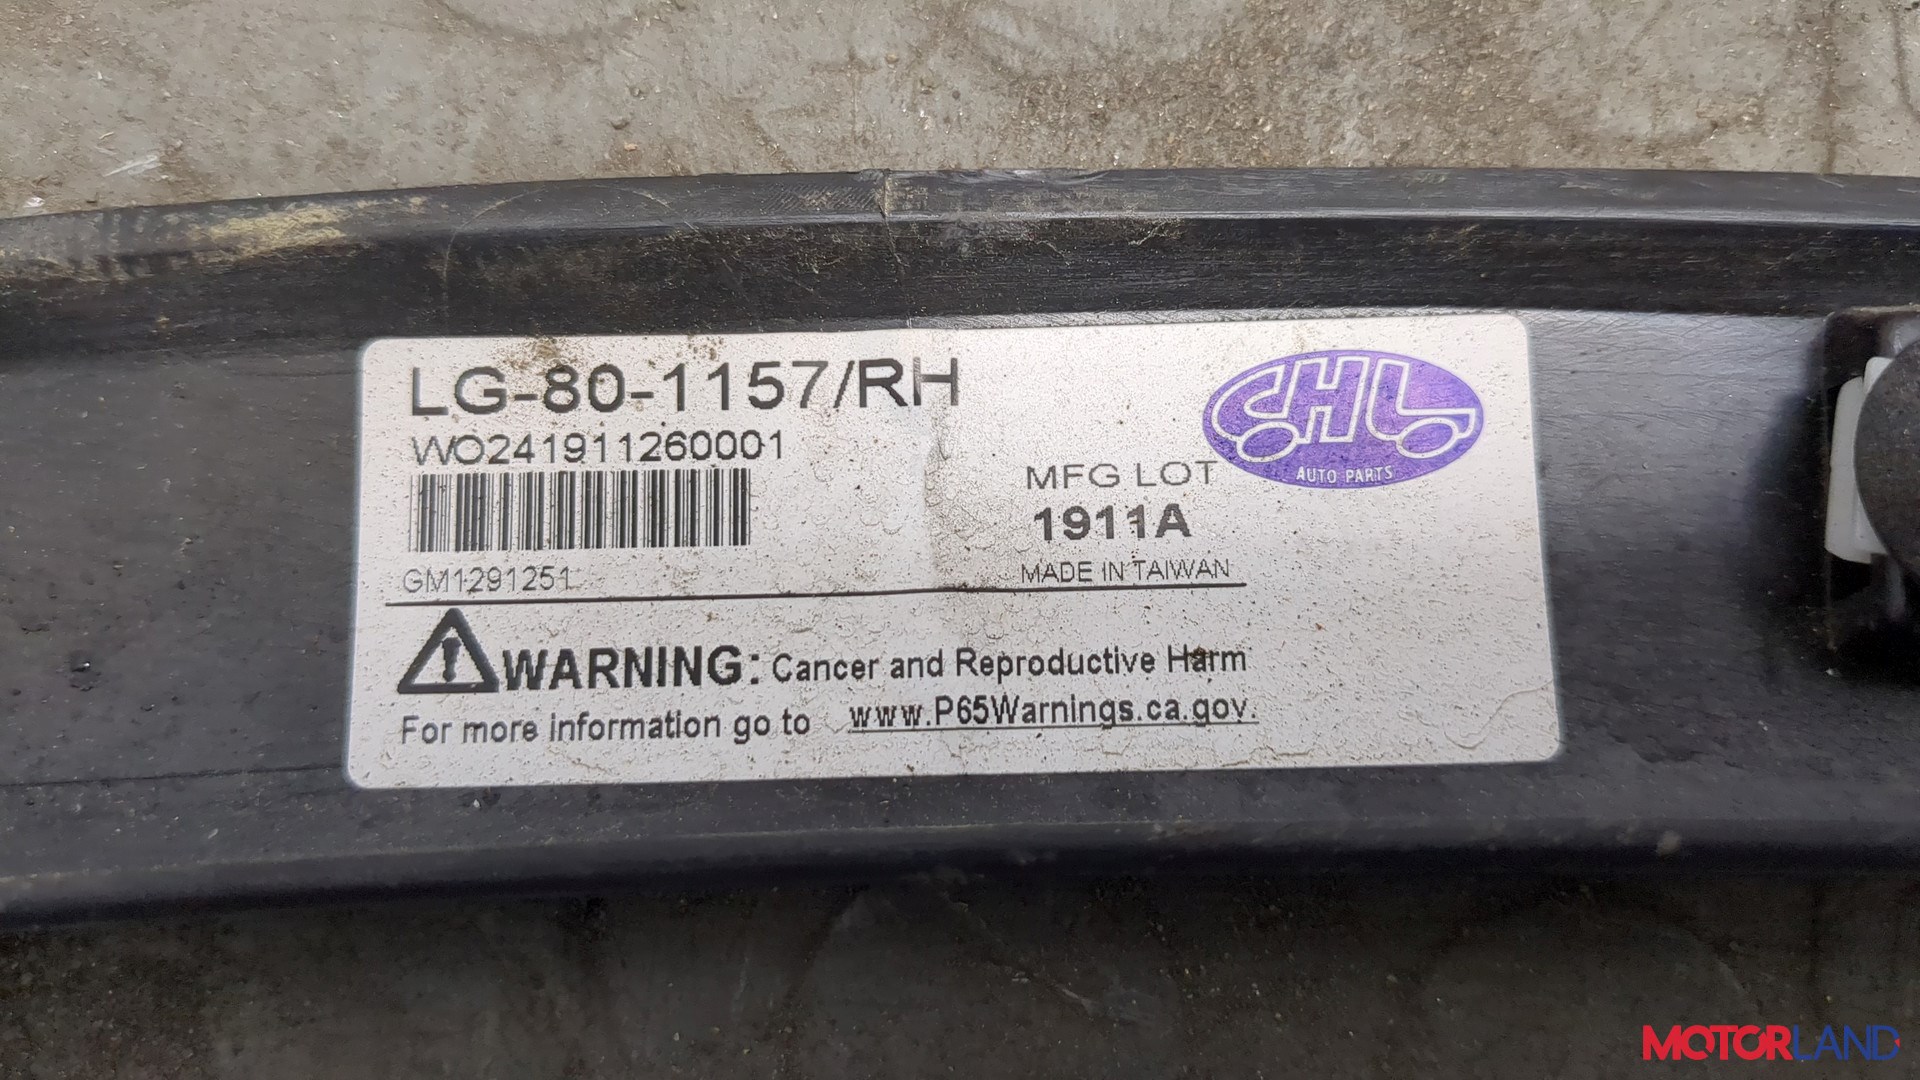 LG-80-1157/RH
WO241911260001
GM1291251
CHL
AUTO PARTS
MFG LOT
1911A
MADE IN TAIWAN
WARNING: Cancer and Reproductive Harm
For more information go to www.P65Warnings.ca.gov.
MOTORLAND